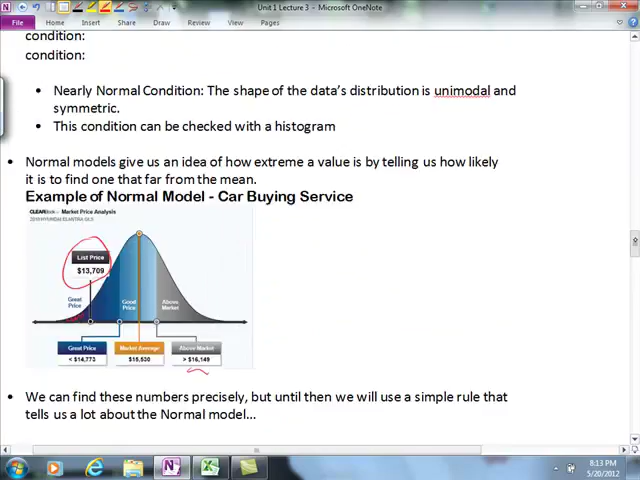 Unit 1 Lecture 3 - Microsoft OneNote
File Home Insert Share Draw Review View
condition:
condition:
• Nearly Normal Condition: The shape of the data's distribution is unimodal and
symmetric.
• This condition can be checked with a histogram
• Normal models give us an idea of how extreme a value is by telling us how likely
it is to find one that far from the mean.
Example of Normal Model - Car Buying Service
Market Price Analysis
List Price
$13,709
Great
Price
Good
Price
Above
Market
Great Price Market Average Above Market
< $14,773 $15,530 > $16,149
• We can find these numbers precisely, but until then we will use a simple rule that
tells us a lot about the Normal model...
8:13 PM
5/20/2012